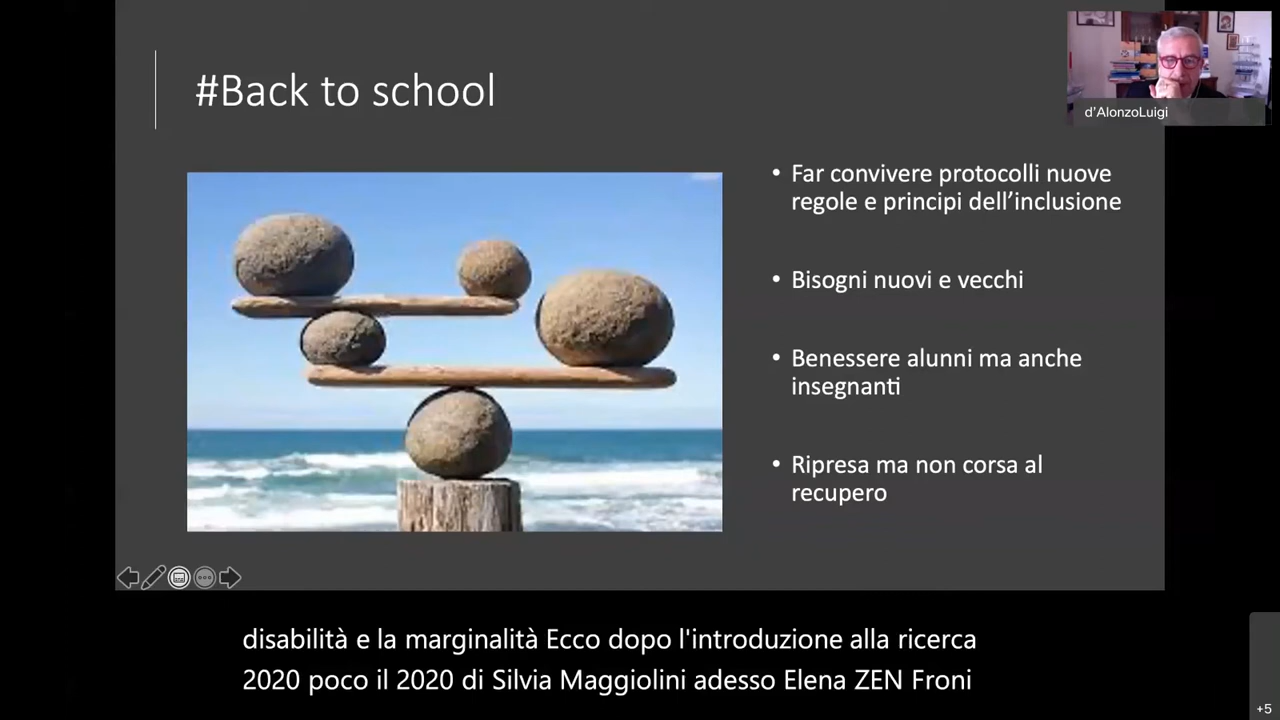 #Back to school
d'AlonzoLuigi
• Far convivere protocolli nuove
regole e principi dell’inclusione
• Bisogni nuovi e vecchi
• Benessere alunni ma anche
insegnanti
• Ripresa ma non corsa al
recupero
disabilità e la marginalità Ecco dopo l'introduzione alla ricerca
2020 poco il 2020 di Silvia Maggiolini adesso Elena ZEN Froni
+5